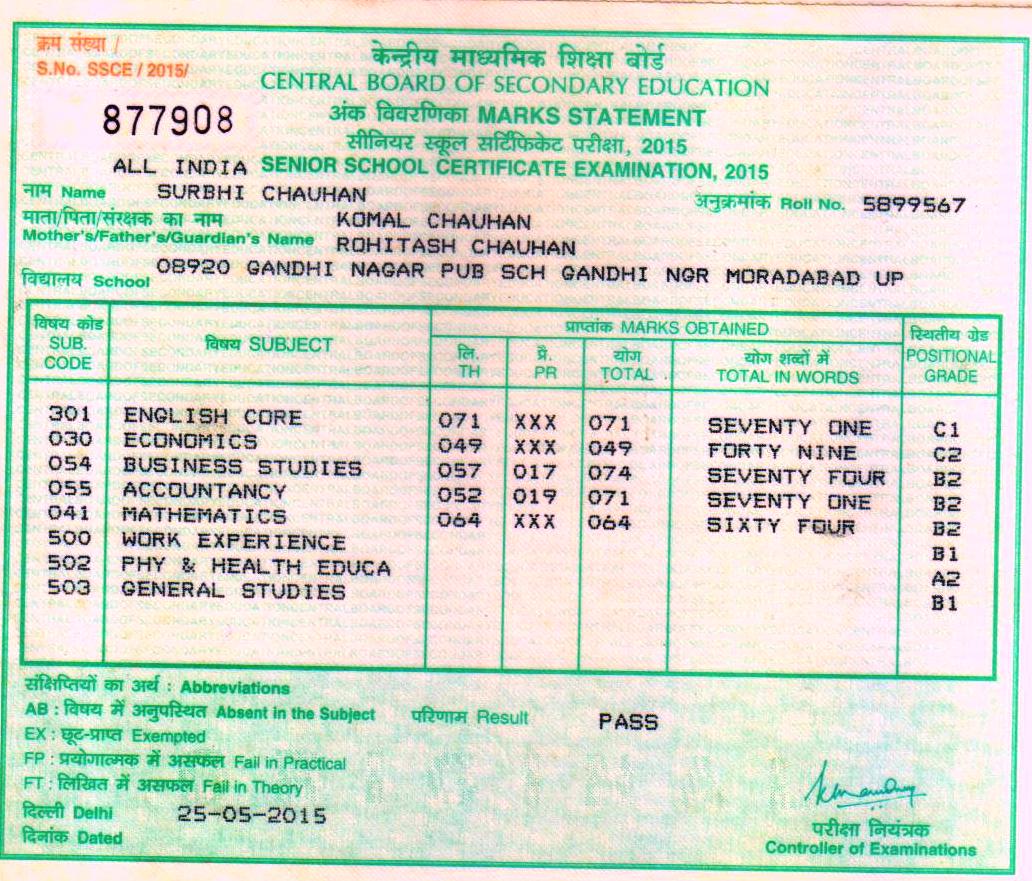 क्रम संख्या /
S.No. SSCE / 2015/
877908
केन्द्रीय माध्यमिक शिक्षा बोर्ड
CENTRAL BOARD OF SECONDARY EDUCATION
अंक विवरणिका MARKS STATEMENT
सीनियर स्कूल सर्टिफिकेट परीक्षा, 2015
ALL INDIA SENIOR SCHOOL CERTIFICATE EXAMINATION, 2015
नाम Name SURBHI CHAUHAN
अनुक्रमांक Roll No. 5899567
माता/पिता/संरक्षक का नाम KOMAL CHAUHAN
Mother's/Father's/Guardian's Name ROHITASH CHAUHAN
विद्यालय School 08920 GANDHI NAGAR PUB SCH GANDHI NGR MORADABAD UP
विषय कोड SUB. CODE
विषय SUBJECT
प्राप्तांक MARKS OBTAINED
लि. TH
प्रै. PR
योग TOTAL
योग शब्दों में TOTAL IN WORDS
स्थितीय ग्रेड POSITIONAL GRADE
301 ENGLISH CORE 071 XXX 071 SEVENTY ONE C1
030 ECONOMICS 049 XXX 049 FORTY NINE C2
054 BUSINESS STUDIES 057 017 074 SEVENTY FOUR B2
055 ACCOUNTANCY 052 019 071 SEVENTY ONE B2
041 MATHEMATICS 064 XXX 064 SIXTY FOUR B2
500 WORK EXPERIENCE B1
502 PHY & HEALTH EDUCA A2
503 GENERAL STUDIES B1
संक्षिप्तियों का अर्थ : Abbreviations
AB : विषय में अनुपस्थित Absent in the Subject
परिणाम Result PASS
EX : छूट-प्राप्त Exempted
FP : प्रयोगात्मक में असफल Fail in Practical
FT : लिखित में असफल Fail in Theory
दिल्ली Delhi
दिनांक Dated 25-05-2015
परीक्षा नियंत्रक
Controller of Examinations